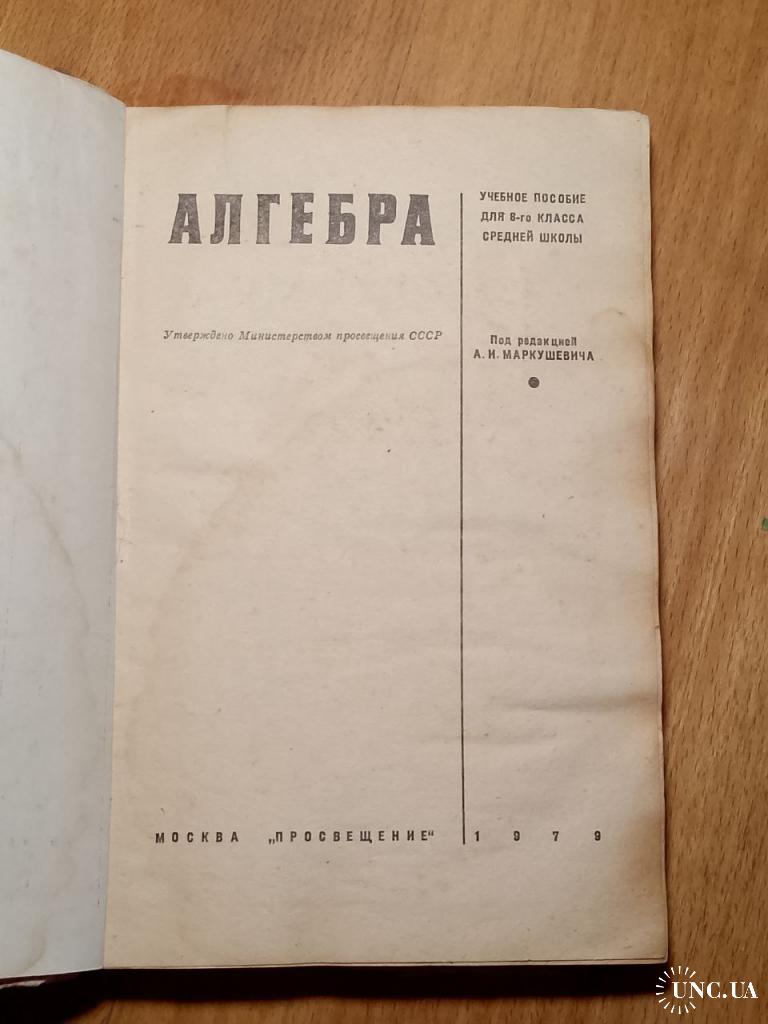 АЛГЕБРА
УЧЕБНОЕ ПОСОБИЕ
ДЛЯ 8-го КЛАССА
СРЕДНЕЙ ШКОЛЫ
Утверждено Министерством просвещения СССР
Под редакцией
А. И. МАРКУШЕВИЧА
МОСКВА „ПРОСВЕЩЕНИЕ“ 1979
UNC.UA